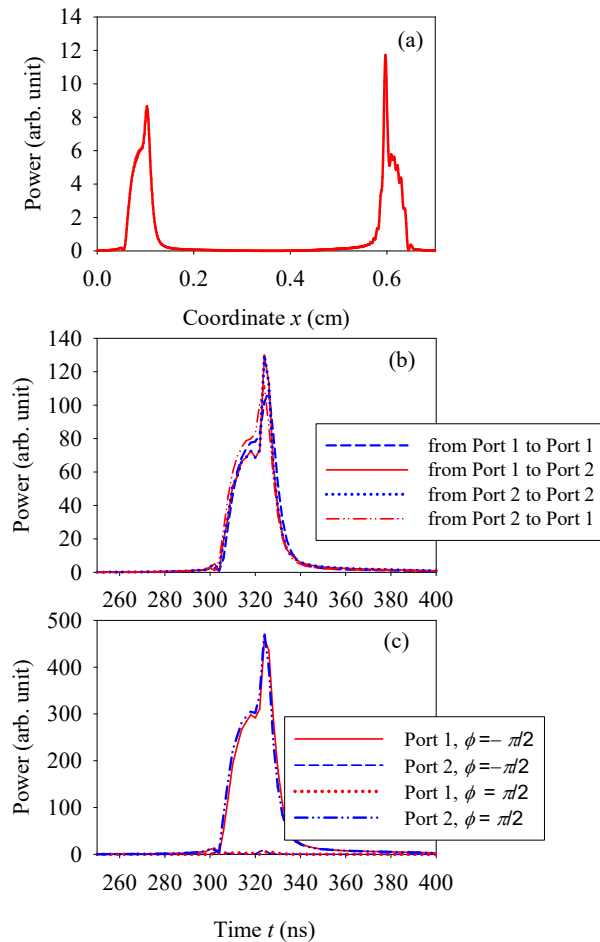 14
12
10
8
6
4
2
0
Power (arb. unit)
(a)
0.0 0.2 0.4 0.6
Coordinate x (cm)
140
120
100
80
60
40
20
0
Power (arb. unit)
(b)
from Port 1 to Port 1
from Port 1 to Port 2
from Port 2 to Port 2
from Port 2 to Port 1
260 280 300 320 340 360 380 400
500
400
300
200
100
0
Power (arb. unit)
(c)
Port 1, ϕ =− π/2
Port 2, ϕ =−π/2
Port 1, ϕ = π/2
Port 2, ϕ = π/2
260 280 300 320 340 360 380 400
Time t (ns)